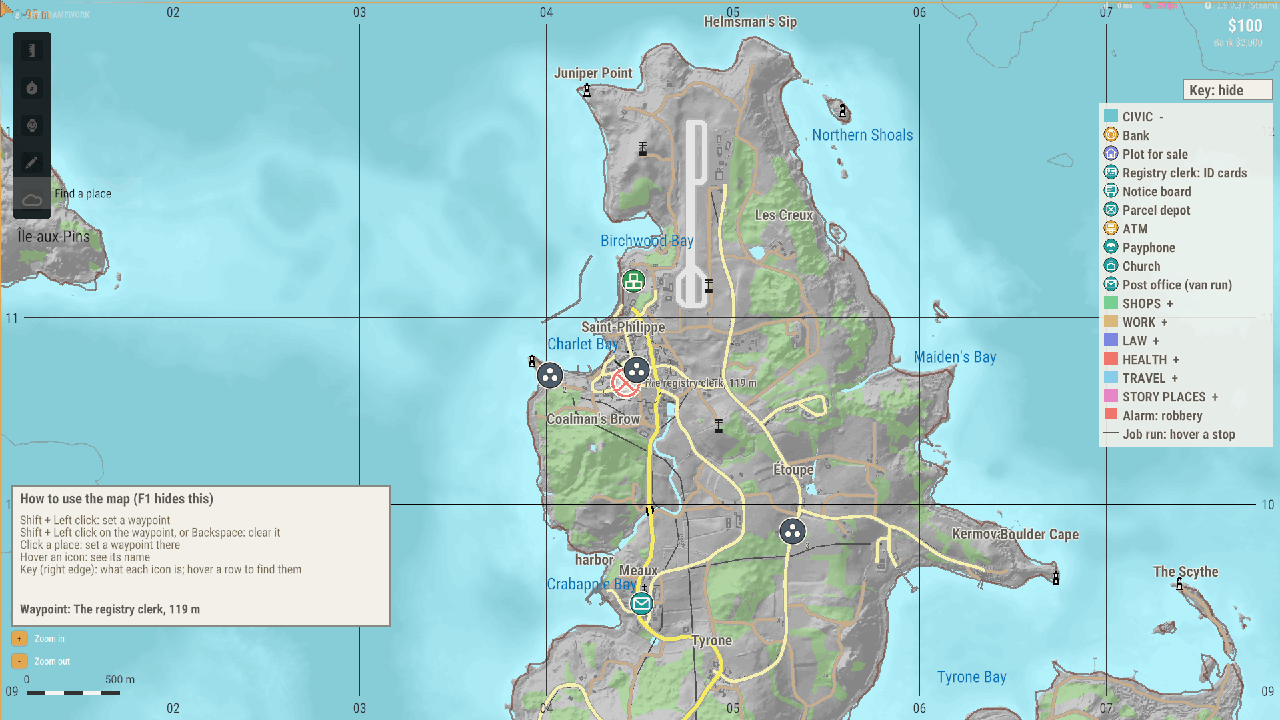 02
03
04
05
06
07
$100
Bank $2,000
Helmsman's Sip
Juniper Point
Northern Shoals
Find a place
Île-aux-Pins
Les Creux
Birchwood Bay
11
Saint-Philippe
Charlet Bay
The registry clerk, 119 m
Maiden's Bay
Coalman's Brow
Étoupe
Kermovan
Boulder Cape
harbor
Meaux
Crabapple Bay
The Scythe
Tyrone
Tyrone Bay
Key: hide
CIVIC -
Bank
Plot for sale
Registry clerk: ID cards
Notice board
Parcel depot
ATM
Payphone
Church
Post office (van run)
SHOPS +
WORK +
LAW +
HEALTH +
TRAVEL +
STORY PLACES +
Alarm: robbery
Job run: hover a stop
How to use the map (F1 hides this)
Shift + Left click: set a waypoint
Shift + Left click on the waypoint, or Backspace: clear it
Click a place: set a waypoint there
Hover an icon: see its name
Key (right edge): what each icon is; hover a row to find them
Waypoint: The registry clerk, 119 m
+ Zoom in
- Zoom out
0 500 m
09
09
02
03
04
05
06
07